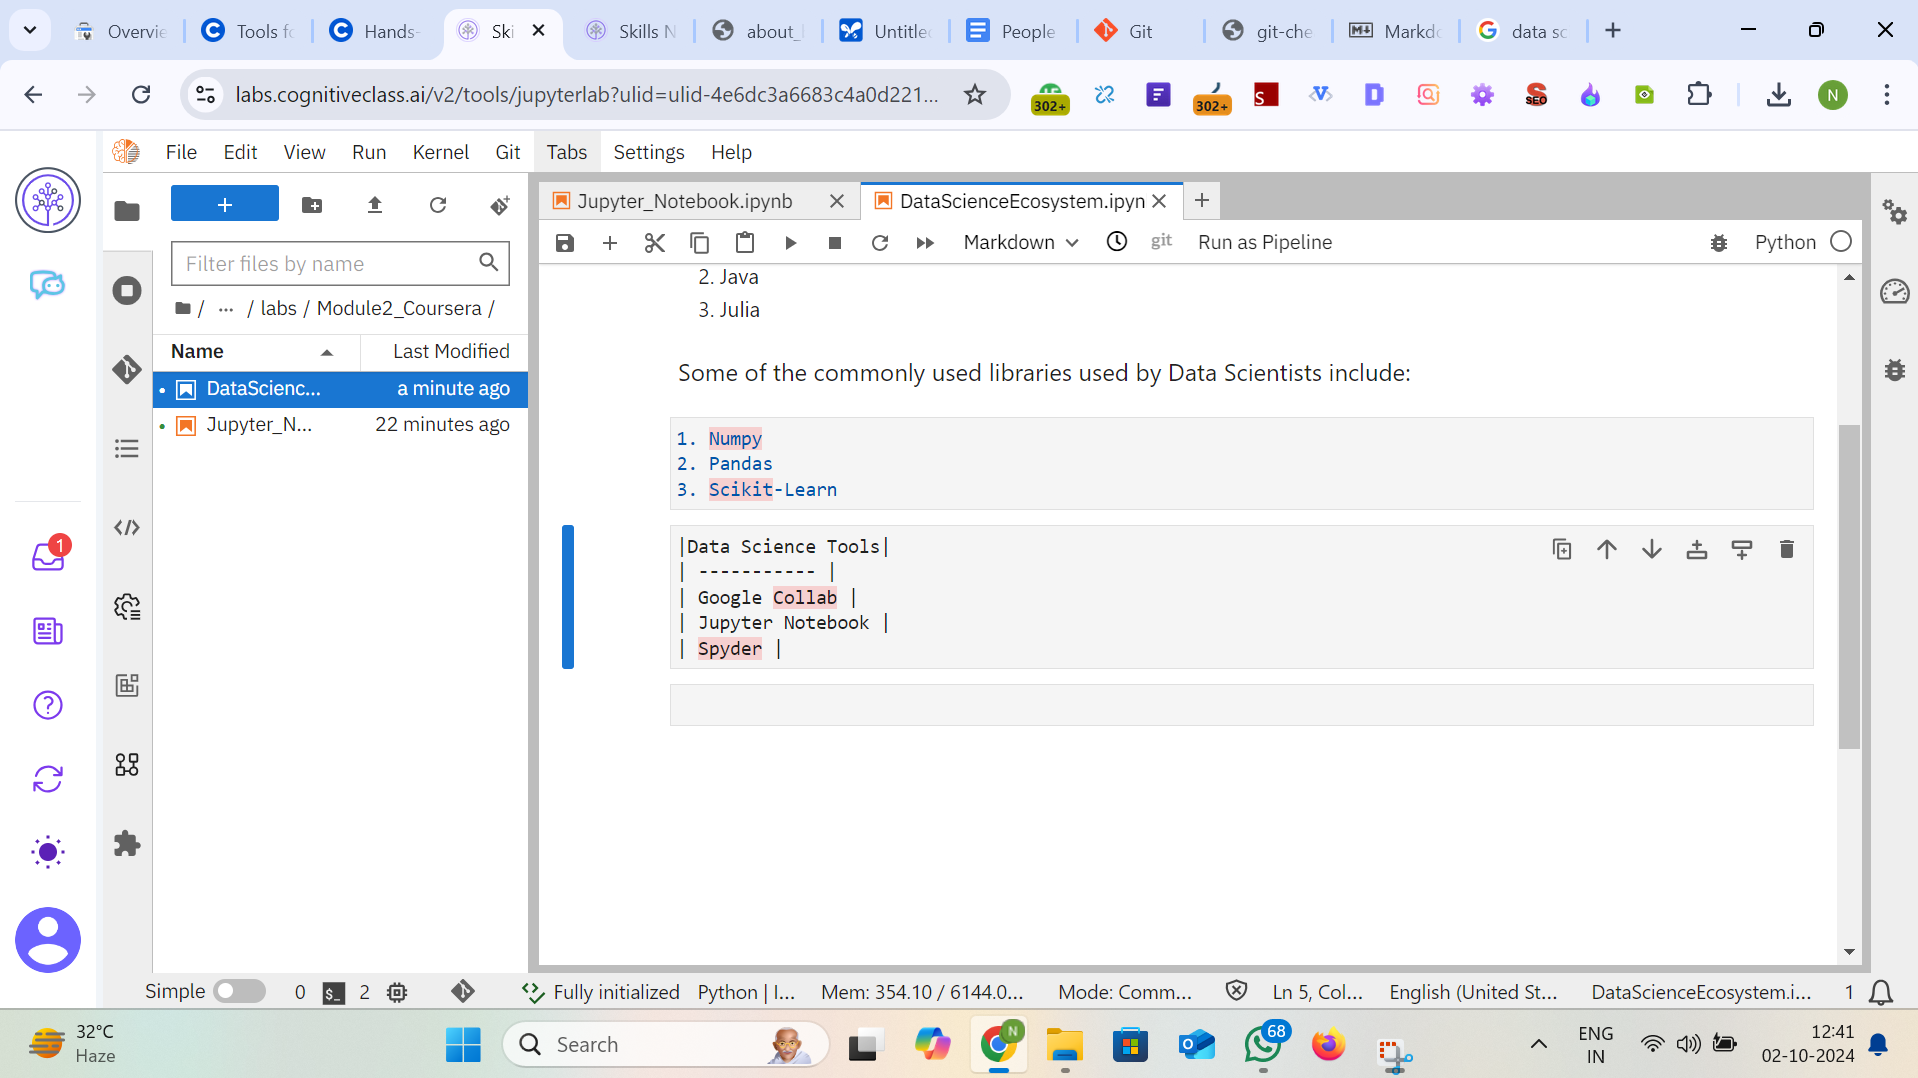 Overvie
Tools fo
Hands-
Ski
Skills N
about_
Untitled
People
Git
git-che
Markdo
data sc
labs.cognitiveclass.ai/v2/tools/jupyterlab?ulid=ulid-4e6dc3a6683c4a0d221...
302+
302+
S
SEO
N
File Edit View Run Kernel Git Tabs Settings Help
Jupyter_Notebook.ipynb
DataScienceEcosystem.ipyn
Markdown
git
Run as Pipeline
Python
Filter files by name
/ ... / labs / Module2_Coursera /
Name Last Modified
DataScienc... a minute ago
Jupyter_N... 22 minutes ago
1
2. Java
3. Julia
Some of the commonly used libraries used by Data Scientists include:
1. Numpy
2. Pandas
3. Scikit-Learn
|Data Science Tools|
| ----------- |
| Google Collab |
| Jupyter Notebook |
| Spyder |
Simple 0 $_ 2 Fully initialized Python | I... Mem: 354.10 / 6144.0... Mode: Comm... Ln 5, Col... English (United St... DataScienceEcosystem.i... 1
32°C
Haze
Search
N
68
ENG
IN
12:41
02-10-2024